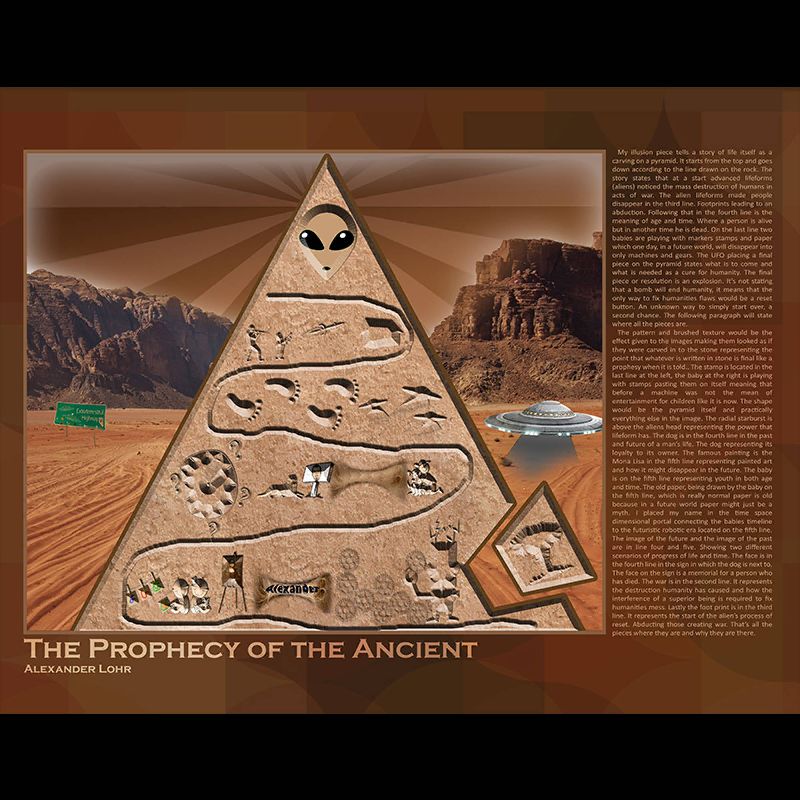 My illusion piece tells a story of life itself as a
carving on a pyramid. It starts from the top and goes
down according to the line drawn on the rock. The
story states that at a start advanced lifeforms
(aliens) noticed the mass destruction of humans in
acts of war. The alien lifeforms made people
disappear in the third line. Footprints leading to an
abduction. Following that in the fourth line is the
meaning of age and time. Where a person is alive
but in another time he is dead. On the last line two
babies are playing with markers stamps and paper
which one day, in a future world, will disappear into
only machines and gears. The UFO placing a final
piece on the pyramid states what is to come and
what is needed as a cure for humanity. The final
piece or resolution is an explosion. It's not stating
that a bomb will end humanity, it means that the
only way to fix humanities flaws would be a reset
button. An unknown way to simply start over, a
second chance. The following paragraph will state
where all the pieces are.
The pattern and brushed texture would be the
effect given to the images making them looked as if
they were carved in to the stone representing the
point that whatever is written in stone is final like a
prophesy when it is told.. The stamp is located in the
last line at the left, the baby at the right is playing
with stamps pasting them on itself meaning that
before a machine was not the mean of
entertainment for children like it is now. The shape
would be the pyramid itself and practically
everything else in the image. The radial starburst is
above the aliens head representing the power that
lifeform has. The dog is in the fourth line in the past
and future of a man's life. The dog representing its
loyalty to its owner. The famous painting is the
Mona Lisa in the fifth line representing painted art
and how it might disappear in the future. The baby
is on the fifth line representing youth in both age
and time. The old paper, being drawn by the baby on
the fifth line, which is really normal paper is old
because in a future world paper might just be a
myth. I placed my name in the time space
dimensional portal connecting the babies timeline
to the futuristic robotic era located on the fifth line.
The image of the future and the image of the past
are in line four and five. Showing two different
scenarios of progress of life and time. The face is in
the fourth line in the sign in which the dog is next to.
The face on the sign is a memorial for a person who
has died. The war is in the second line. It represents
the destruction humanity has caused and how the
interference of a superior being is required to fix
humanities mess. Lastly the foot print is in the third
line. It represents the start of the alien's process of
reset. Abducting those creating war. That's all the
pieces where they are and why they are there.
Extraterrestrial
Highway
Alexander
The Prophecy of the Ancient
Alexander Lohr